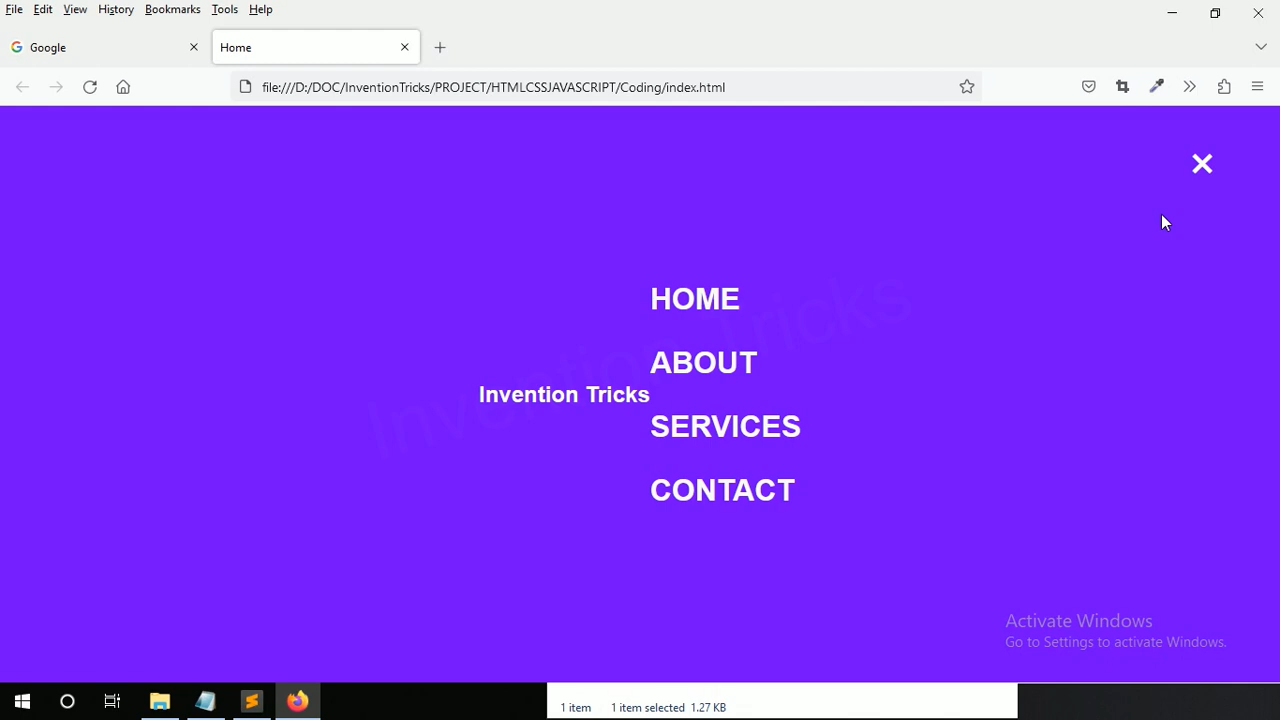 File Edit View History Bookmarks Tools Help
Google
Home
file:///D:/DOC/InventionTricks/PROJECT/HTMLCSSJAVASCRIPT/Coding/index.html
HOME
Invention Tricks
ABOUT
Invention Tricks
SERVICES
CONTACT
Activate Windows
Go to Settings to activate Windows.
1 item 1 item selected 1.27 KB